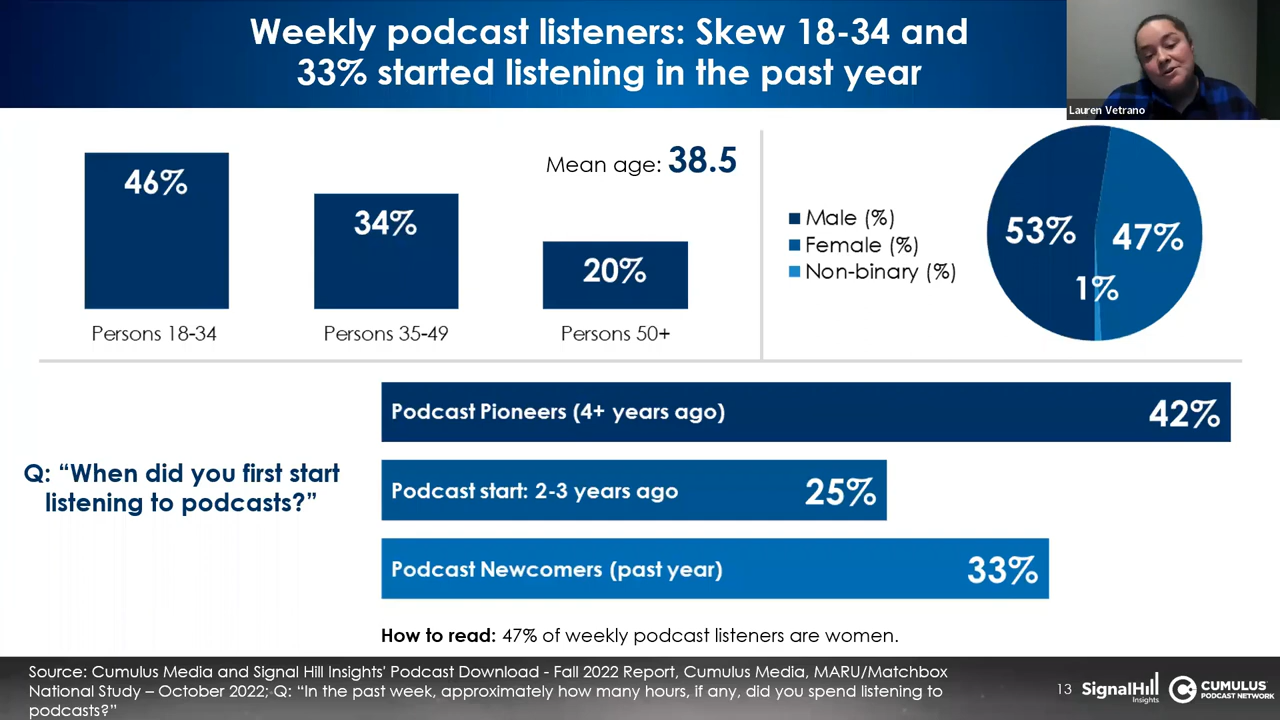 Weekly podcast listeners: Skew 18-34 and
33% started listening in the past year
Lauren Vetrano
46%
34%
20%
Mean age: 38.5
Persons 18-34
Persons 35-49
Persons 50+
Male (%)
Female (%)
Non-binary (%)
53%
47%
1%
Q: “When did you first start
listening to podcasts?”
Podcast Pioneers (4+ years ago)
42%
Podcast start: 2-3 years ago
25%
Podcast Newcomers (past year)
33%
How to read: 47% of weekly podcast listeners are women.
Source: Cumulus Media and Signal Hill Insights' Podcast Download - Fall 2022 Report, Cumulus Media, MARU/Matchbox
National Study – October 2022; Q: “In the past week, approximately how many hours, if any, did you spend listening to
podcasts?”
13
SignalHill
Insights
CUMULUS
PODCAST NETWORK